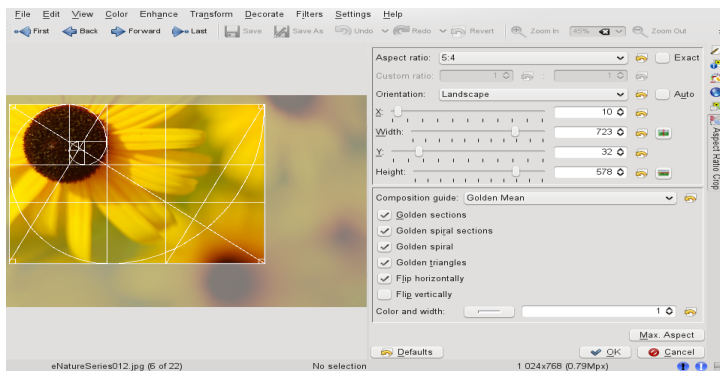 File Edit View Color Enhance Transform Decorate Filters Settings Help
First Back Forward Last Save Save As Undo Redo Revert Zoom In 45% Zoom Out
Aspect ratio: 5:4 Exact
Custom ratio: 1 : 1
Orientation: Landscape Auto
X: 10
Width: 723
Y: 32
Height: 578
Aspect Ratio Crop
Composition guide: Golden Mean
Golden sections
Golden spiral sections
Golden spiral
Golden triangles
Flip horizontally
Flip vertically
Color and width: 1
Max. Aspect
Defaults OK Cancel
eNatureSeries012.jpg (6 of 22) No selection 1 024x768 (0.79Mpx)